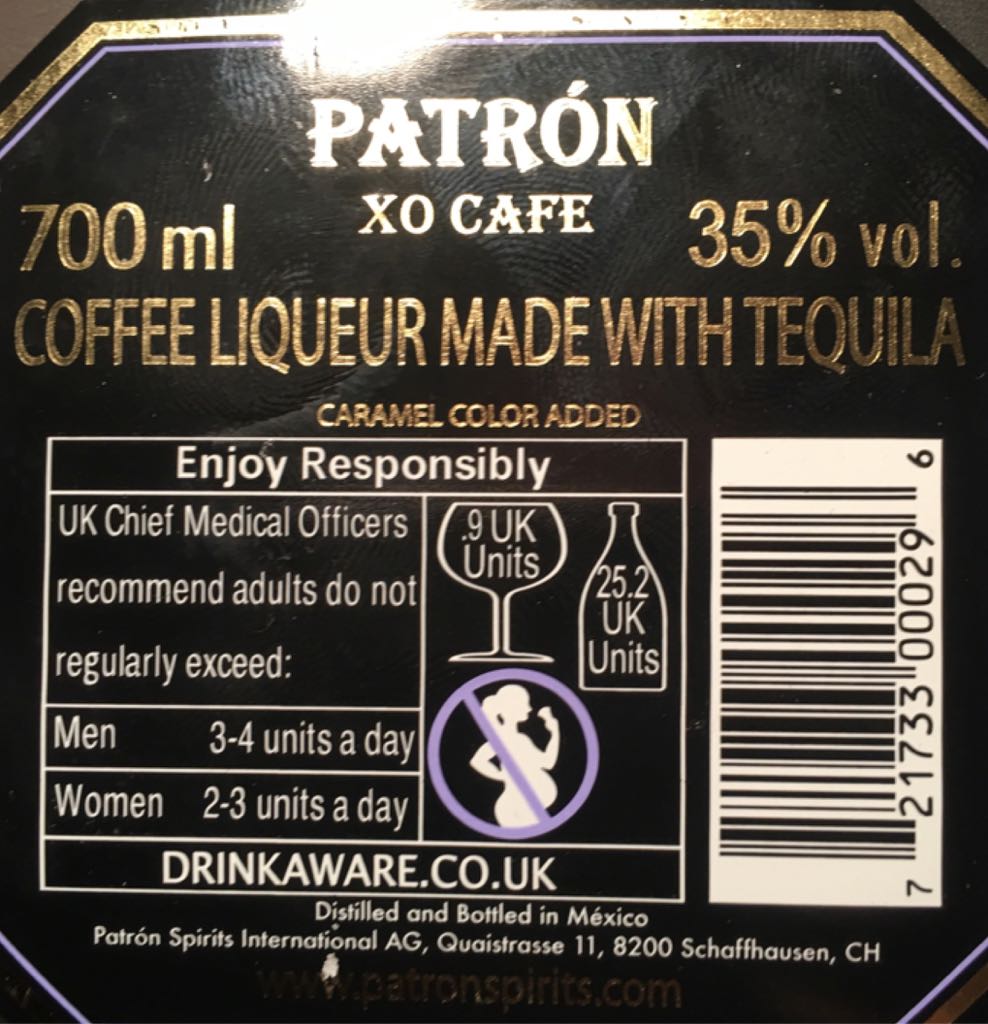 PATRÓN
XO CAFE
700 ml
35% vol.
COFFEE LIQUEUR MADE WITH TEQUILA
CARAMEL COLOR ADDED
Enjoy Responsibly
UK Chief Medical Officers
recommend adults do not
regularly exceed:
Men 3-4 units a day
Women 2-3 units a day
.9 UK
Units
25.2
UK
Units
DRINKAWARE.CO.UK
Distilled and Bottled in México
Patrón Spirits International AG, Quaistrasse 11, 8200 Schaffhausen, CH
www.patronspirits.com
7 21733 00029 6